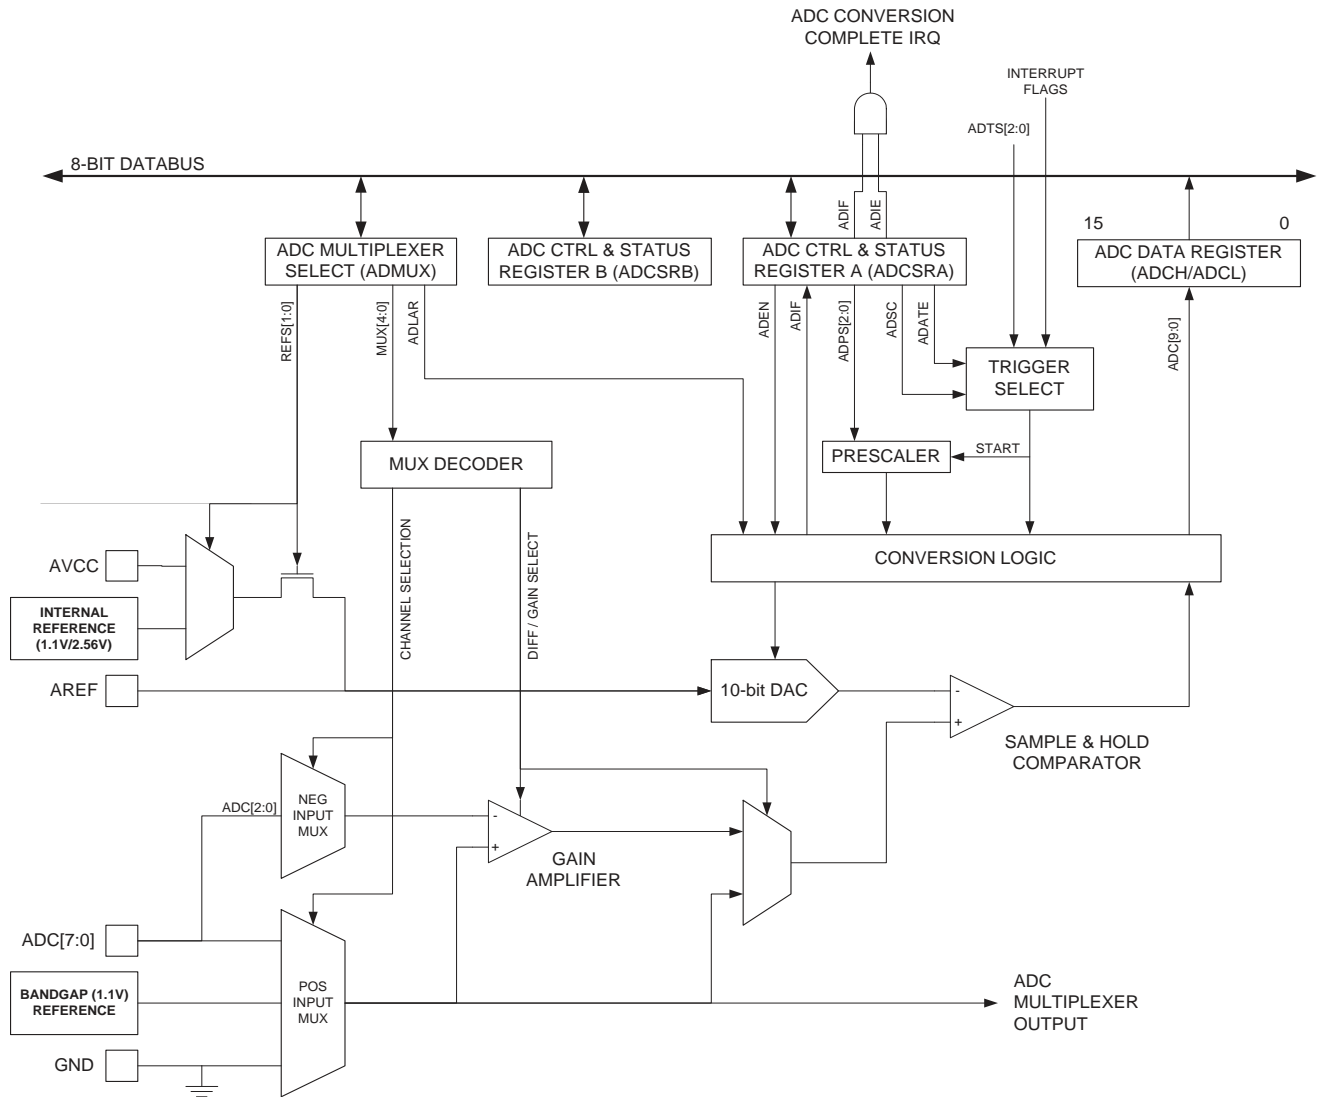 ADC CONVERSION
COMPLETE IRQ
INTERRUPT
FLAGS
ADTS[2:0]
8-BIT DATABUS
ADIF
ADIE
15
0
ADC MULTIPLEXER
SELECT (ADMUX)
ADC CTRL & STATUS
REGISTER B (ADCSRB)
ADC CTRL & STATUS
REGISTER A (ADCSRA)
ADC DATA REGISTER
(ADCH/ADCL)
REFS[1:0]
MUX[4:0]
ADLAR
ADEN
ADIF
ADPS[2:0]
ADSC
ADATE
ADC[9:0]
TRIGGER
SELECT
MUX DECODER
PRESCALER
START
CHANNEL SELECTION
DIFF / GAIN SELECT
CONVERSION LOGIC
AVCC
INTERNAL
REFERENCE
(1.1V/2.56V)
AREF
10-bit DAC
-
+
SAMPLE & HOLD
COMPARATOR
ADC[2:0]
NEG
INPUT
MUX
-
+
GAIN
AMPLIFIER
ADC[7:0]
BANDGAP (1.1V)
REFERENCE
POS
INPUT
MUX
ADC
MULTIPLEXER
OUTPUT
GND